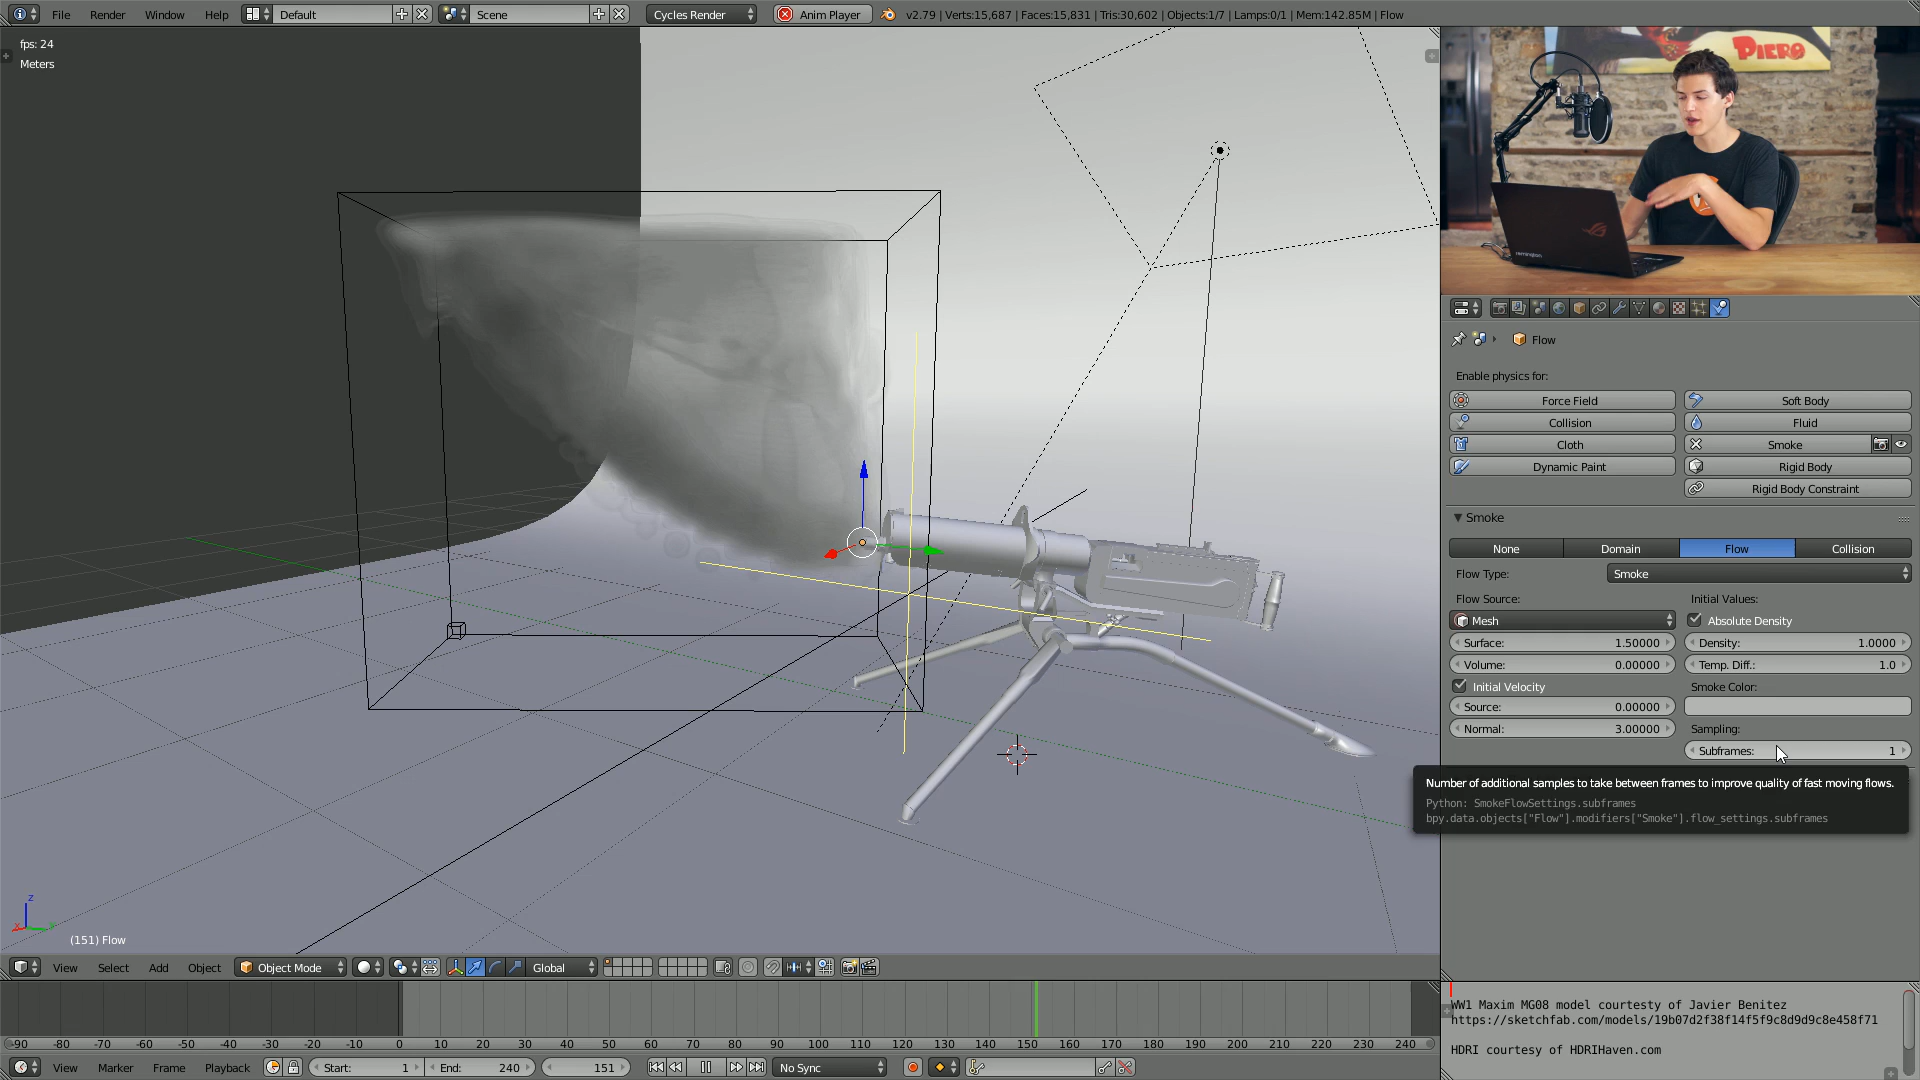 File Render Window Help Default Scene Cycles Render Anim Player v2.79 | Verts:15,687 | Faces:15,831 | Tris:30,602 | Objects:1/7 | Lamps:0/1 | Mem:142.85M | Flow
fps: 24
Meters
PIERO
remington
Flow
Enable physics for:
Force Field Soft Body
Collision Fluid
Cloth Smoke
Dynamic Paint Rigid Body
Rigid Body Constraint
Smoke
None Domain Flow Collision
Flow Type: Smoke
Flow Source: Initial Values:
Mesh Absolute Density
Surface: 1.50000 Density: 1.0000
Volume: 0.00000 Temp. Diff.: 1.0
Initial Velocity Smoke Color:
Source: 0.00000
Normal: 3.00000 Sampling:
Subframes: 1
Number of additional samples to take between frames to improve quality of fast moving flows.
Python: SmokeFlowSettings.subframes
bpy.data.objects["Flow"].modifiers["Smoke"].flow_settings.subframes
z
x y
(151) Flow
View Select Add Object Object Mode Global
-90 -80 -70 -60 -50 -40 -30 -20 -10 0 10 20 30 40 50 60 70 80 90 100 110 120 130 140 150 160 170 180 190 200 210 220 230 240
View Marker Frame Playback Start: 1 End: 240 151 No Sync
WW1 Maxim MG08 model courtesty of Javier Benitez
https://sketchfab.com/models/19b07d2f38f14f5f9c8d9d9c8e458f71
HDRI courtesy of HDRIHaven.com